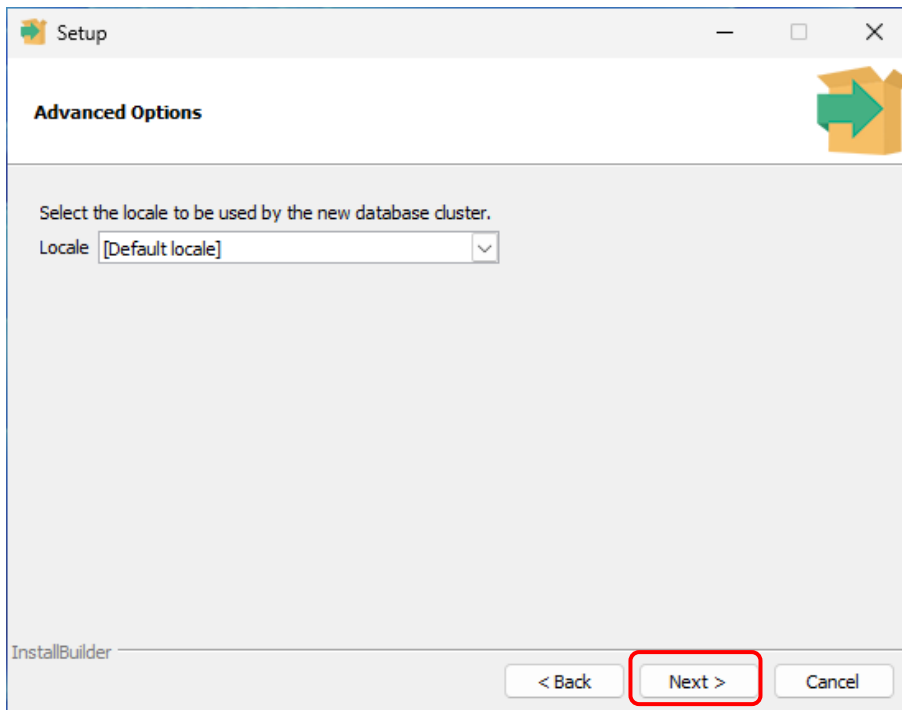 Setup
Advanced Options
Select the locale to be used by the new database cluster.
Locale [Default locale]
InstallBuilder
< Back Next > Cancel